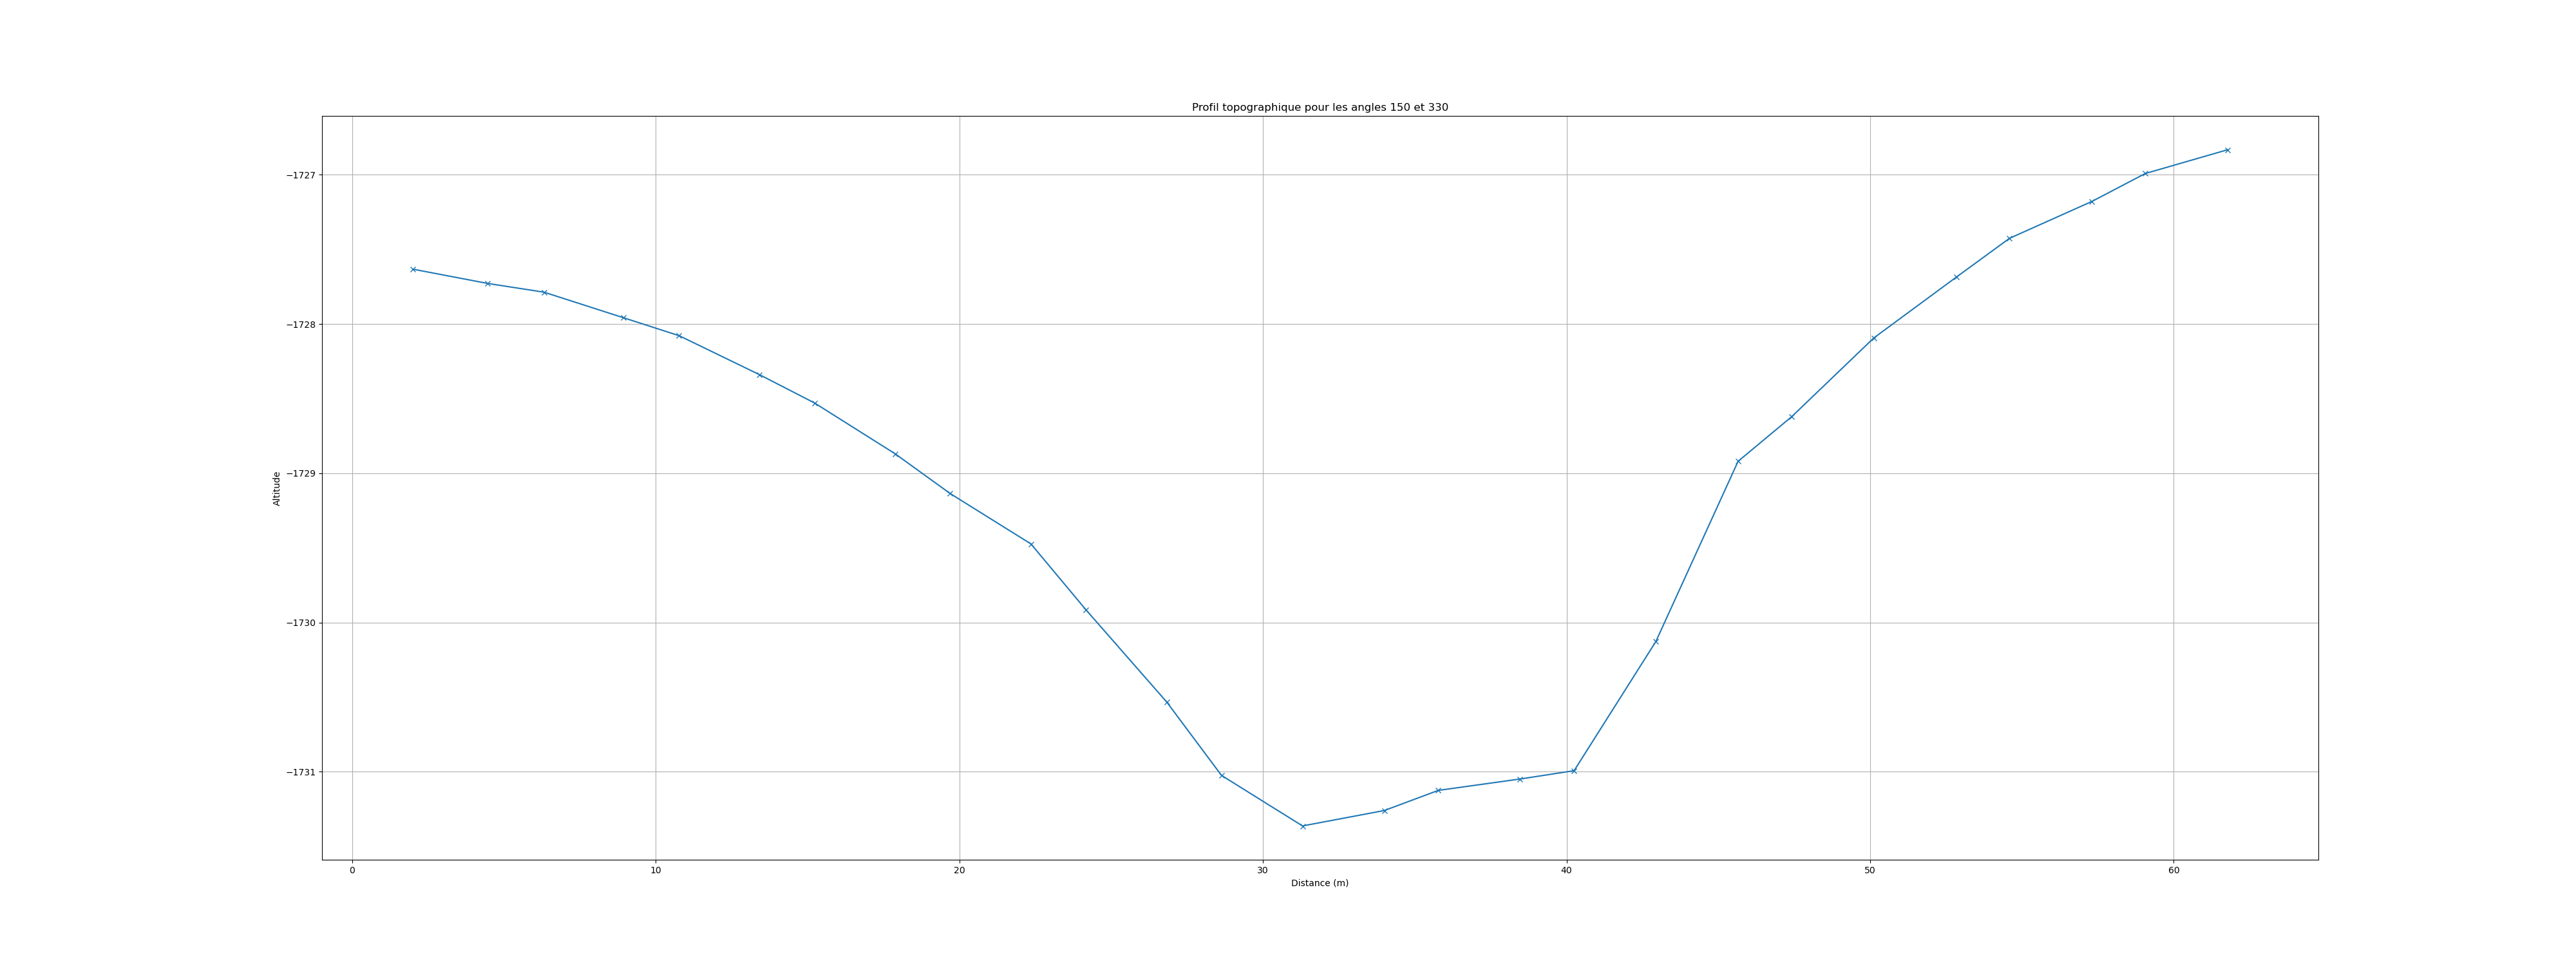 Profil topographique pour les angles 150 et 330
−1727
−1728
−1729
−1730
−1731
Altitude
0 10 20 30 40 50 60
Distance (m)